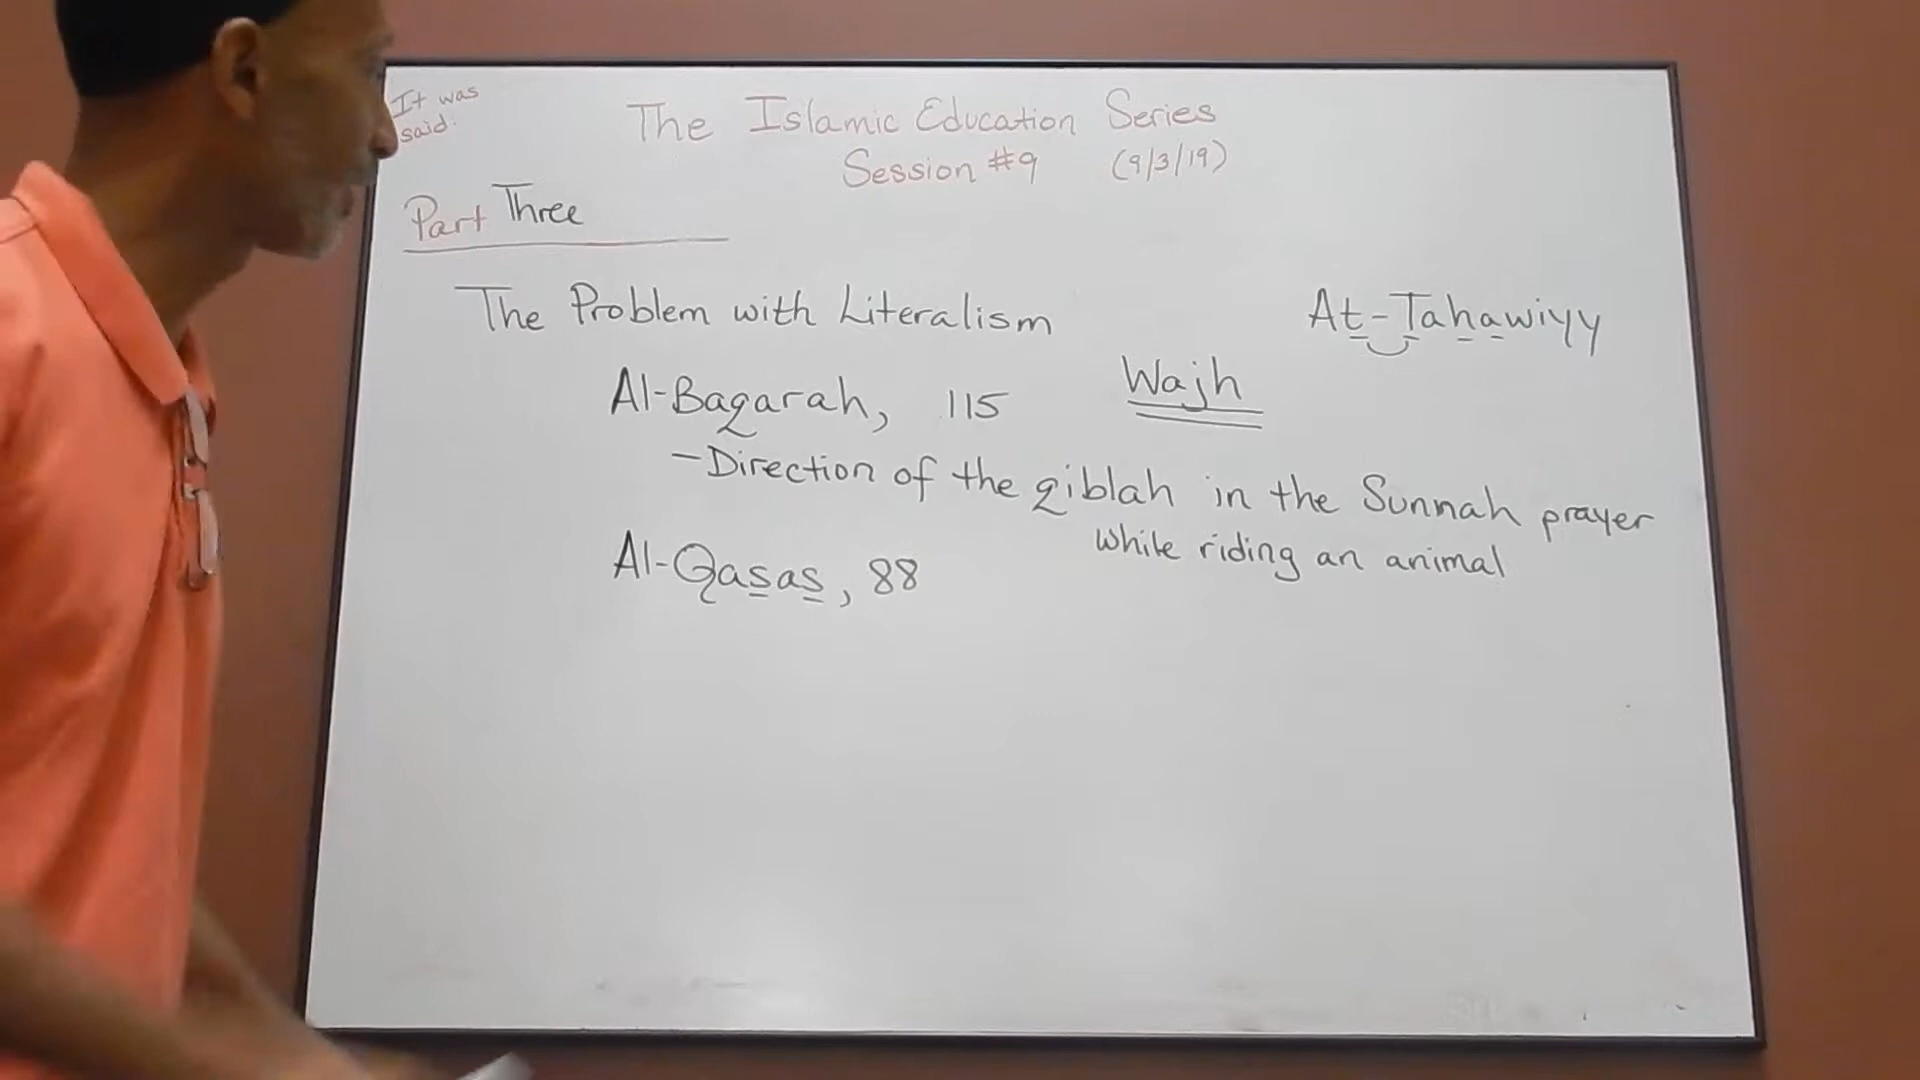 It was
said:
The Islamic Education Series
Session #9 (9/3/19)
Part Three
The Problem with Literalism
At-Tahawiyy
Al-Baqarah, 115
Wajh
-Direction of the qiblah in the Sunnah prayer
while riding an animal
Al-Qasas, 88